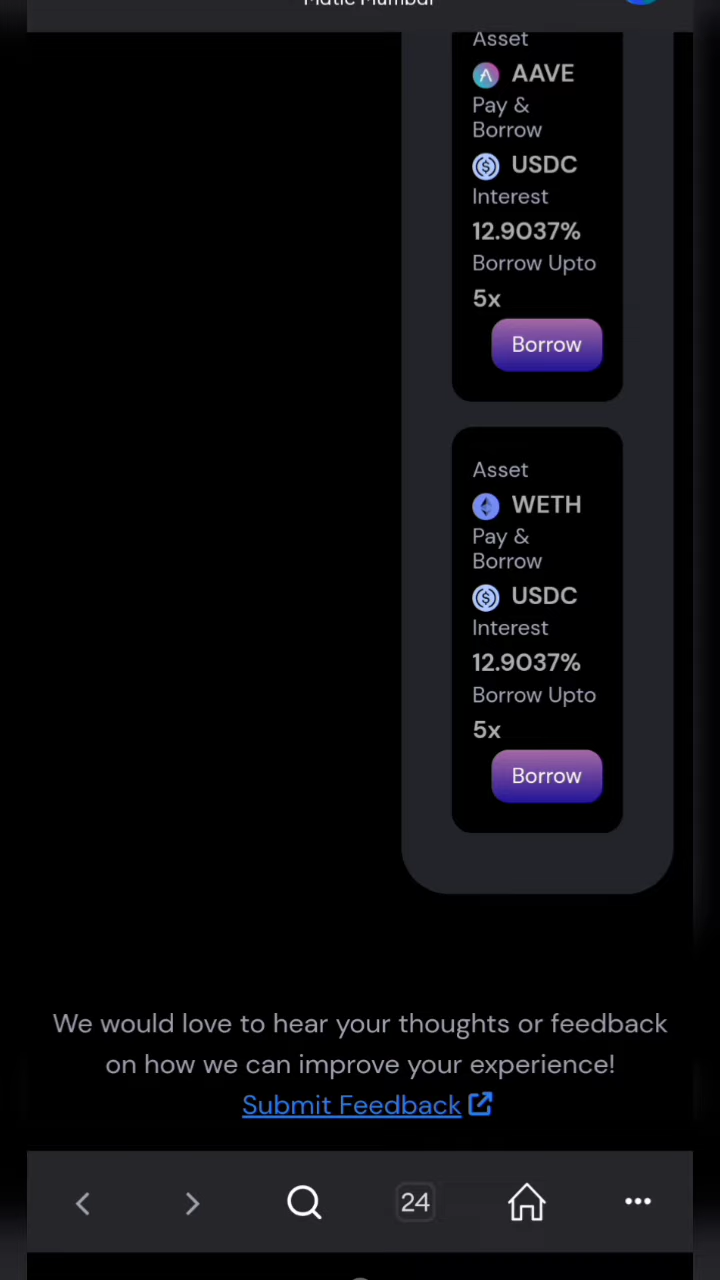 Matic Mumbai
Asset
AAVE
Pay &
Borrow
USDC
Interest
12.9037%
Borrow Upto
5x
Borrow
Asset
WETH
Pay &
Borrow
USDC
Interest
12.9037%
Borrow Upto
5x
Borrow
We would love to hear your thoughts or feedback
on how we can improve your experience!
Submit Feedback
24